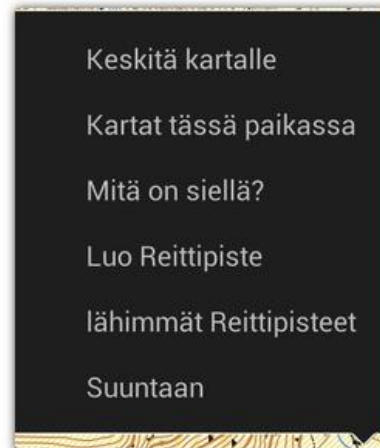 Keskitä kartalle
Kartat tässä paikassa
Mitä on siellä?
Luo Reittipiste
lähimmät Reittipisteet
Suuntaan